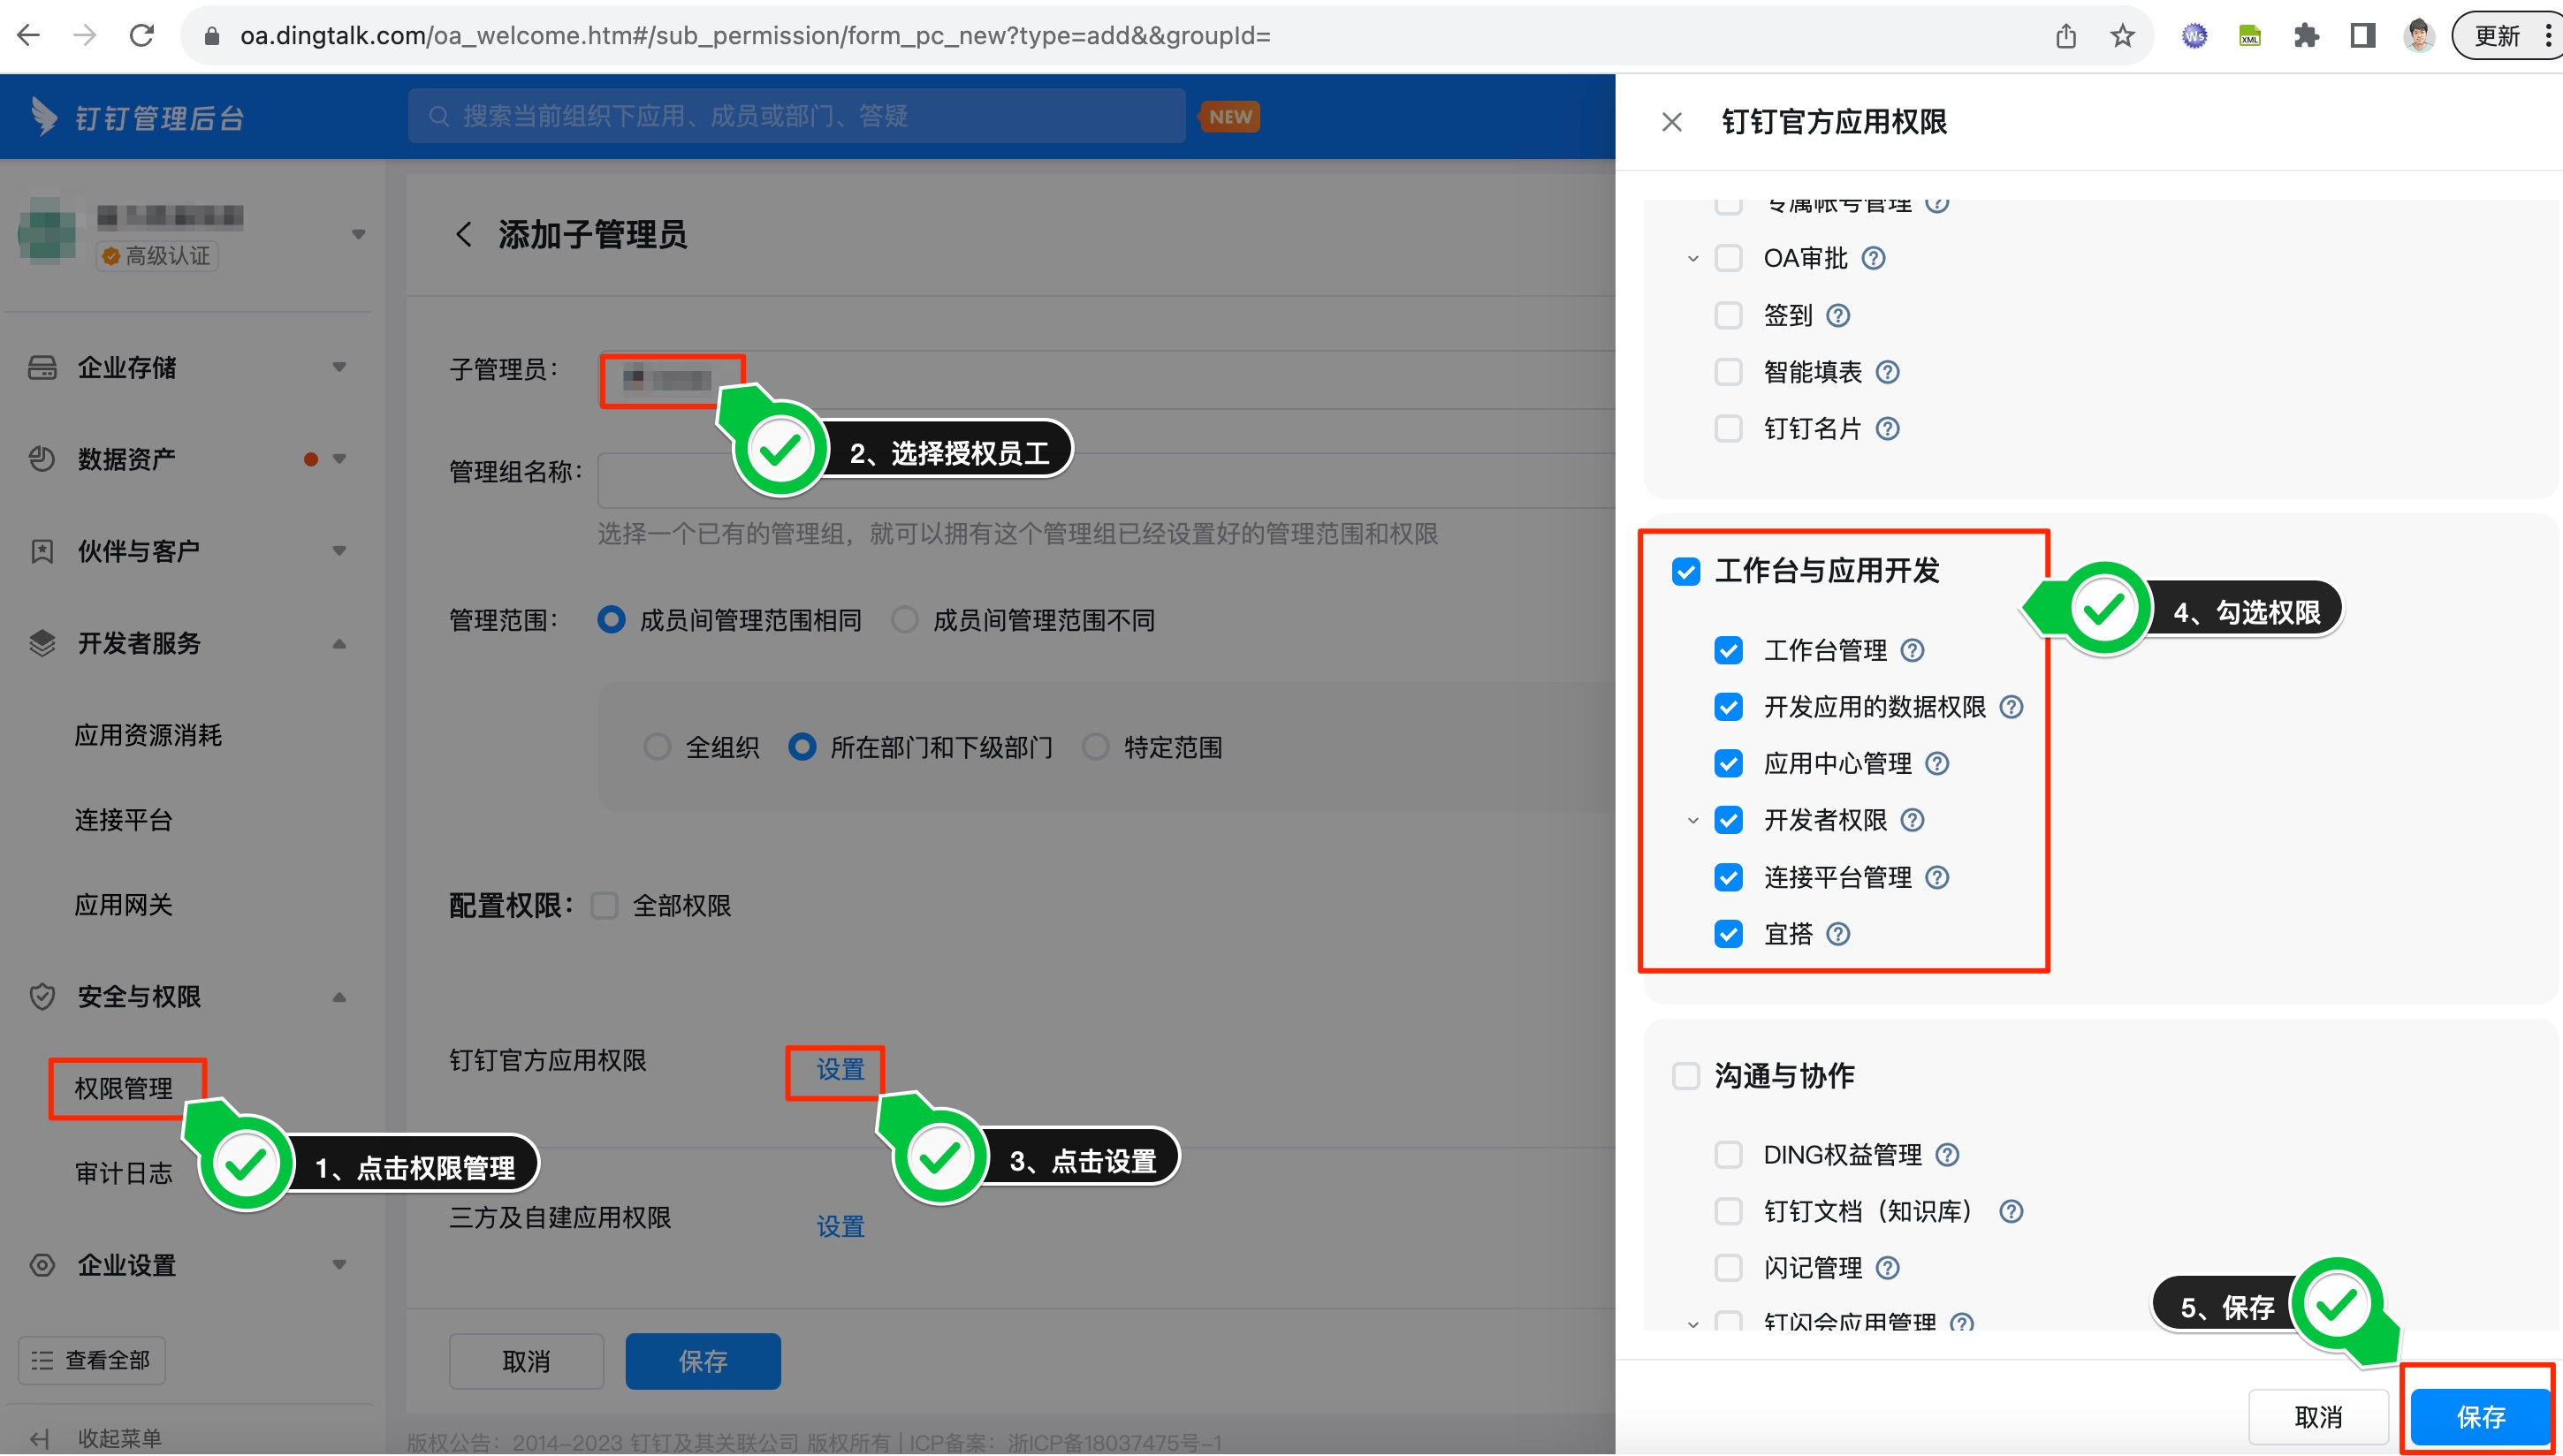 oa.dingtalk.com/oa_welcome.htm#/sub_permission/form_pc_new?type=add&&groupId=
Ws
XML
更新
钉钉管理后台
搜索当前组织下应用、成员或部门、答疑
NEW
高级认证
企业存储
数据资产
伙伴与客户
开发者服务
应用资源消耗
连接平台
应用网关
安全与权限
权限管理
1、点击权限管理
审计日志
企业设置
查看全部
收起菜单
添加子管理员
子管理员：
2、选择授权员工
管理组名称：
选择一个已有的管理组，就可以拥有这个管理组已经设置好的管理范围和权限
管理范围： 成员间管理范围相同 成员间管理范围不同
全组织 所在部门和下级部门 特定范围
配置权限： 全部权限
钉钉官方应用权限 设置
3、点击设置
三方及自建应用权限 设置
取消 保存
版权公告：2014-2023 钉钉及其关联公司 版权所有 | ICP备案：浙ICP备18037475号-1
钉钉官方应用权限
专属帐号管理
OA审批
签到
智能填表
钉钉名片
工作台与应用开发
4、勾选权限
工作台管理
开发应用的数据权限
应用中心管理
开发者权限
连接平台管理
宜搭
沟通与协作
DING权益管理
钉钉文档（知识库）
闪记管理
钉闪会应用管理
5、保存
取消 保存